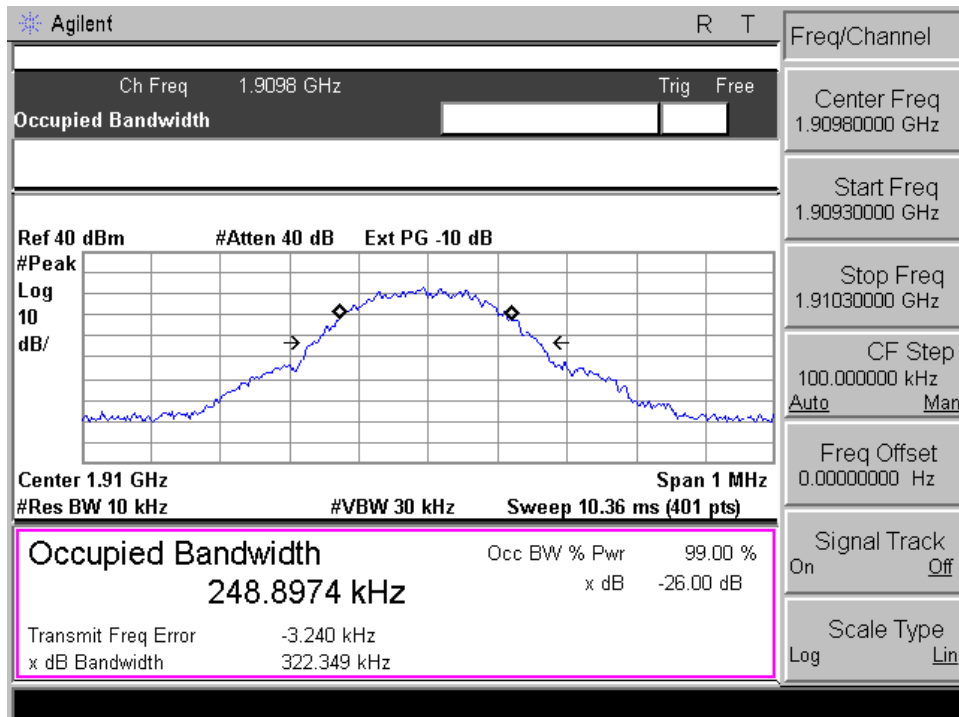 Agilent R T
Ch Freq 1.9098 GHz Trig Free
Occupied Bandwidth
Ref 40 dBm #Atten 40 dB Ext PG -10 dB
#Peak
Log
10
dB/
Center 1.91 GHz Span 1 MHz
#Res BW 10 kHz #VBW 30 kHz Sweep 10.36 ms (401 pts)
Occupied Bandwidth
248.8974 kHz
Occ BW % Pwr 99.00 %
x dB -26.00 dB
Transmit Freq Error -3.240 kHz
x dB Bandwidth 322.349 kHz
Freq/Channel
Center Freq
1.90980000 GHz
Start Freq
1.90930000 GHz
Stop Freq
1.91030000 GHz
CF Step
100.000000 kHz
Auto Man
Freq Offset
0.00000000 Hz
Signal Track
On Off
Scale Type
Log Lin